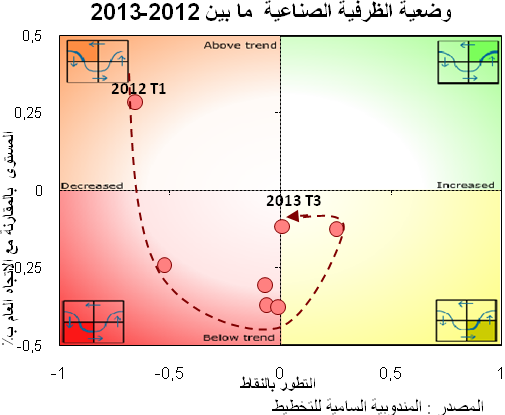 وضعية الظرفية الصناعية ما بين 2012-2013
0,5
0,25
0
-0,25
-0,5
المستوى بالمقارنة مع الاتجاه العام ب%
Above trend
2012 T1
Decreased
Increased
2013 T3
Below trend
-1
-0,5
0
0,5
1
التطور بالنقاط
المصدر : المندوبية السامية للتخطيط